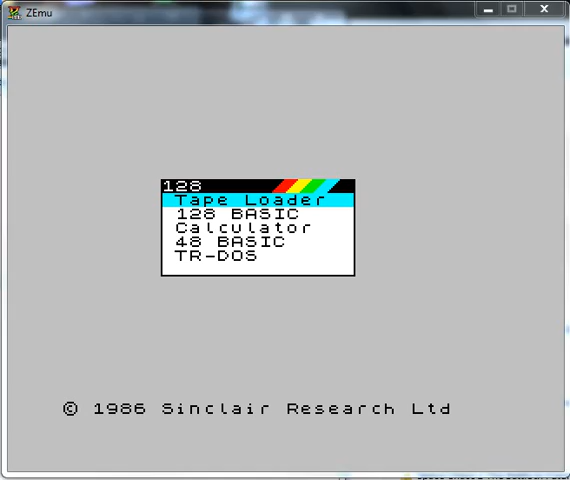 ZEmu
128
Tape Loader
128 BASIC
Calculator
48 BASIC
TR-DOS
© 1986 Sinclair Research Ltd